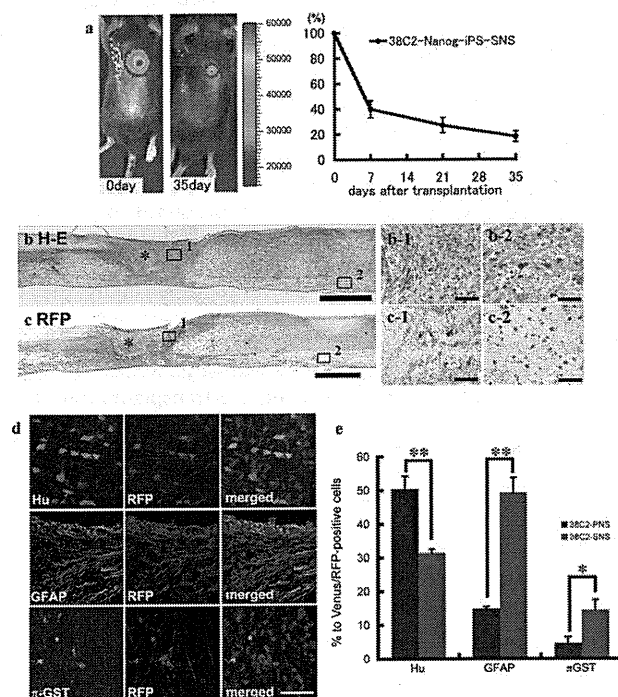 a
0day
35day
60000
50000
40000
30000
20000
(%)
100
80
60
40
20
0
38C2-Nanog-iPS-SNS
0 7 14 21 28 35
days after transplantation
b H-E
*
1
2
b-1
b-2
c RFP
*
1
2
c-1
c-2
d
Hu
RFP
merged
GFAP
RFP
merged
π-GST
RFP
merged
e
% to Venus/RFP-positive cells
60
50
40
30
20
10
0
**
**
*
38C2-PNS
38C2-SNS
Hu
GFAP
πGST